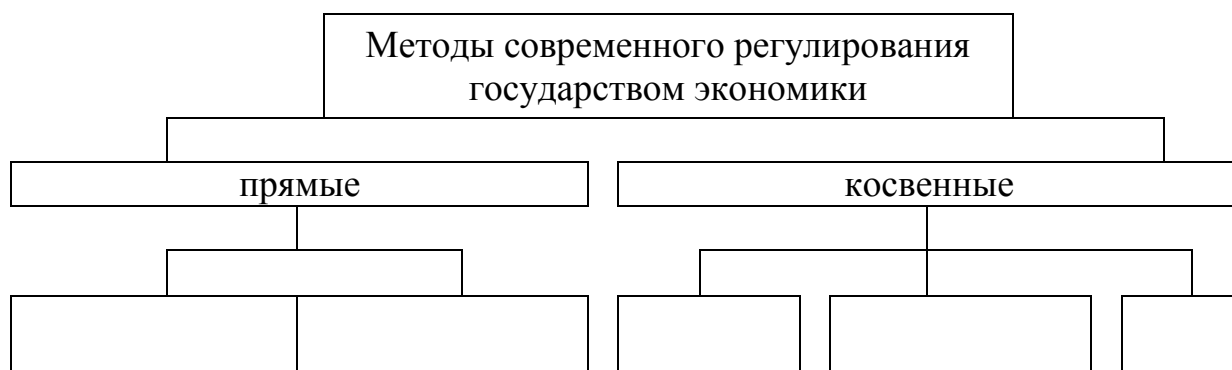 Методы современного регулирования
государством экономики
прямые
косвенные